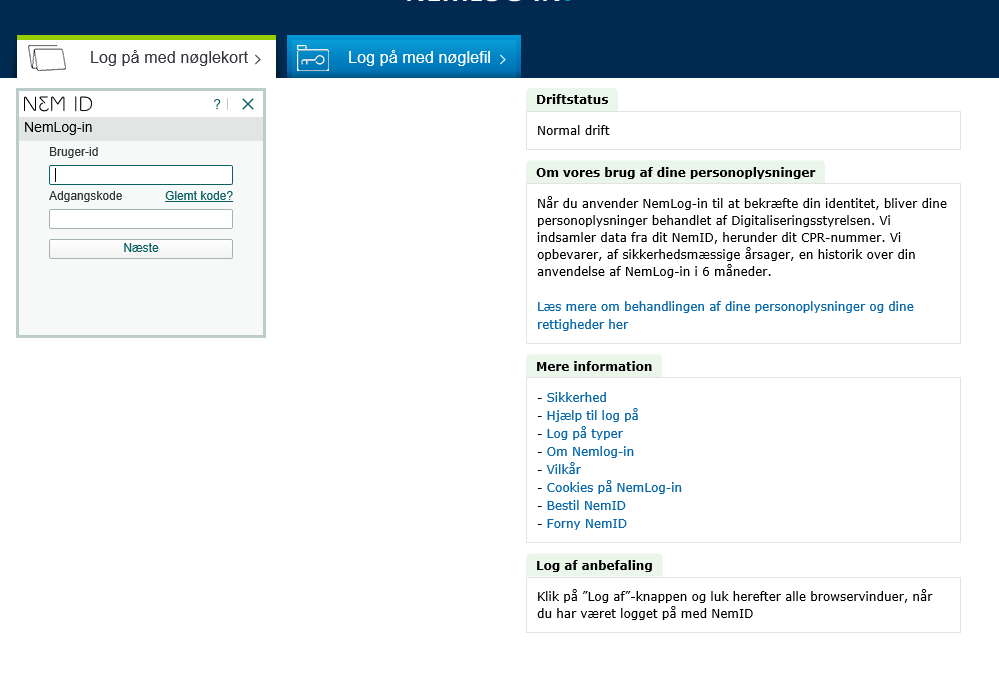 Log på med nøglekort
Log på med nøglefil
NEM ID
?
NemLog-in
Bruger-id
Adgangskode Glemt kode?
Næste
Driftstatus
Normal drift
Om vores brug af dine personoplysninger
Når du anvender NemLog-in til at bekræfte din identitet, bliver dine
personoplysninger behandlet af Digitaliseringsstyrelsen. Vi
indsamler data fra dit NemID, herunder dit CPR-nummer. Vi
opbevarer, af sikkerhedsmæssige årsager, en historik over din
anvendelse af NemLog-in i 6 måneder.
Læs mere om behandlingen af dine personoplysninger og dine
rettigheder her
Mere information
- Sikkerhed
- Hjælp til log på
- Log på typer
- Om Nemlog-in
- Vilkår
- Cookies på NemLog-in
- Bestil NemID
- Forny NemID
Log af anbefaling
Klik på ”Log af”-knappen og luk herefter alle browservinduer, når
du har været logget på med NemID